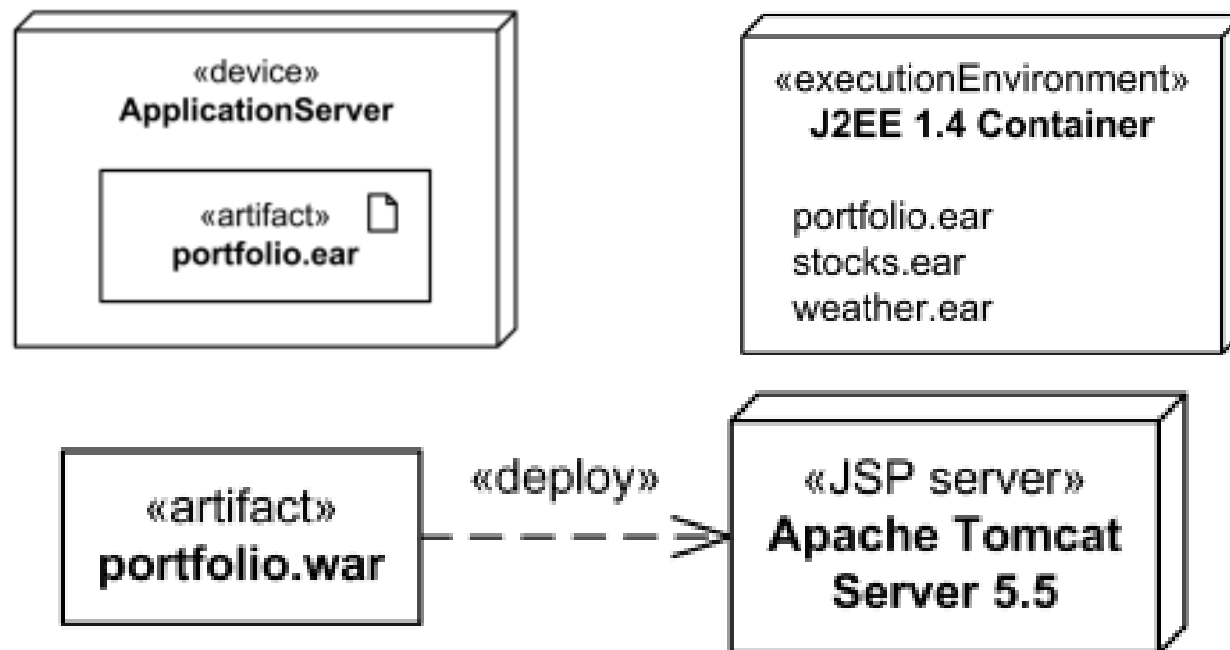 «device»
ApplicationServer
«artifact»
portfolio.ear
«executionEnvironment»
J2EE 1.4 Container
portfolio.ear
stocks.ear
weather.ear
«artifact»
portfolio.war
«deploy»
«JSP server»
Apache Tomcat
Server 5.5